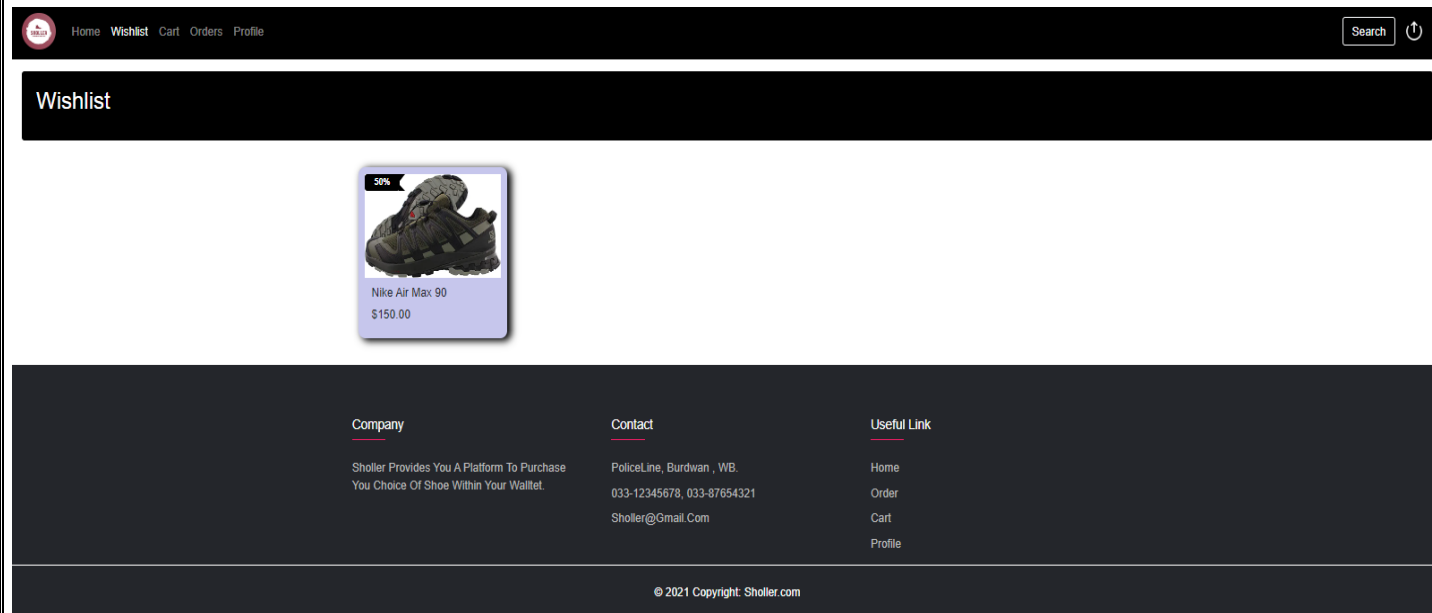 SHOLLER
Home Wishlist Cart Orders Profile
Search
Wishlist
50%
Nike Air Max 90
$150.00
Company
Sholler Provides You A Platform To Purchase
You Choice Of Shoe Within Your Walltet.
Contact
PoliceLine, Burdwan , WB.
033-12345678, 033-87654321
Sholler@Gmail.Com
Useful Link
Home
Order
Cart
Profile
© 2021 Copyright: Sholler.com